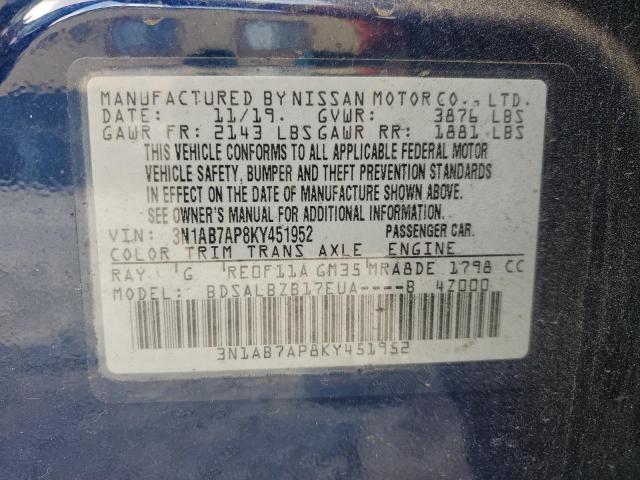 MANUFACTURED BY NISSAN MOTOR CO., LTD.
DATE: 11/19. GVWR: 3876 LBS
GAWR FR: 2143 LBS GAWR RR: 1881 LBS
THIS VEHICLE CONFORMS TO ALL APPLICABLE FEDERAL MOTOR
VEHICLE SAFETY, BUMPER AND THEFT PREVENTION STANDARDS
IN EFFECT ON THE DATE OF MANUFACTURE SHOWN ABOVE.
SEE OWNER'S MANUAL FOR ADDITIONAL INFORMATION.
VIN: 3N1AB7AP8KY451952 PASSENGER CAR.
COLOR TRIM TRANS AXLE ENGINE
RAY G RE0F11A GM35 MRA8DE 1798 CC
MODEL: BDSALBZB17EUA----B 4Z000
3N1AB7AP8KY451952